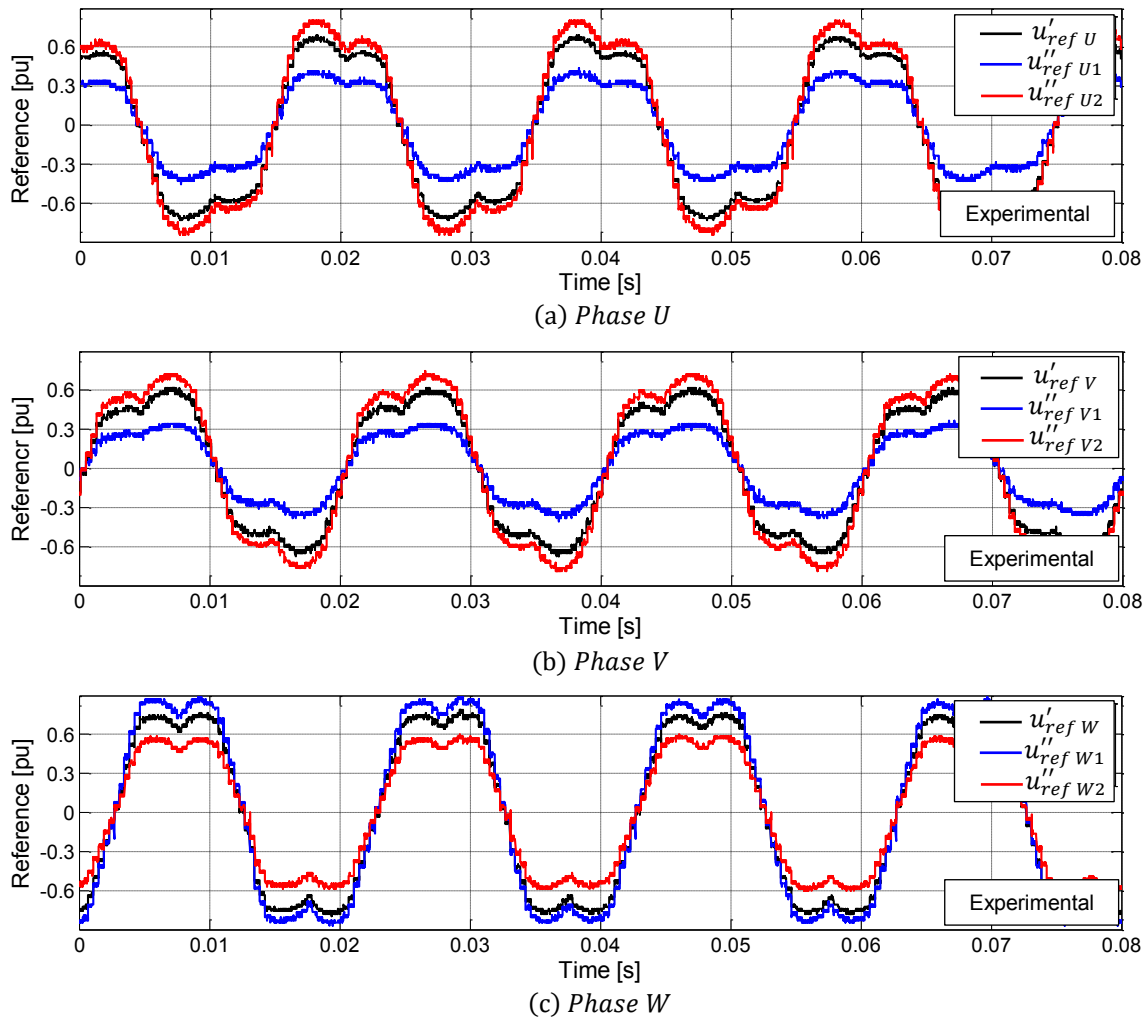 0.6
0.3
0
-0.3
-0.6
Reference [pu]
u′ref U
u′′ref U1
u′′ref U2
Experimental
0 0.01 0.02 0.03 0.04 0.05 0.06 0.07 0.08
Time [s]
(a) Phase U
0.6
0.3
0
-0.3
-0.6
Referencr [pu]
u′ref V
u′′ref V1
u′′ref V2
Experimental
0 0.01 0.02 0.03 0.04 0.05 0.06 0.07 0.08
Time [s]
(b) Phase V
0.6
0.3
0
-0.3
-0.6
Reference [pu]
u′ref W
u′′ref W1
u′′ref W2
Experimental
0 0.01 0.02 0.03 0.04 0.05 0.06 0.07 0.08
Time [s]
(c) Phase W